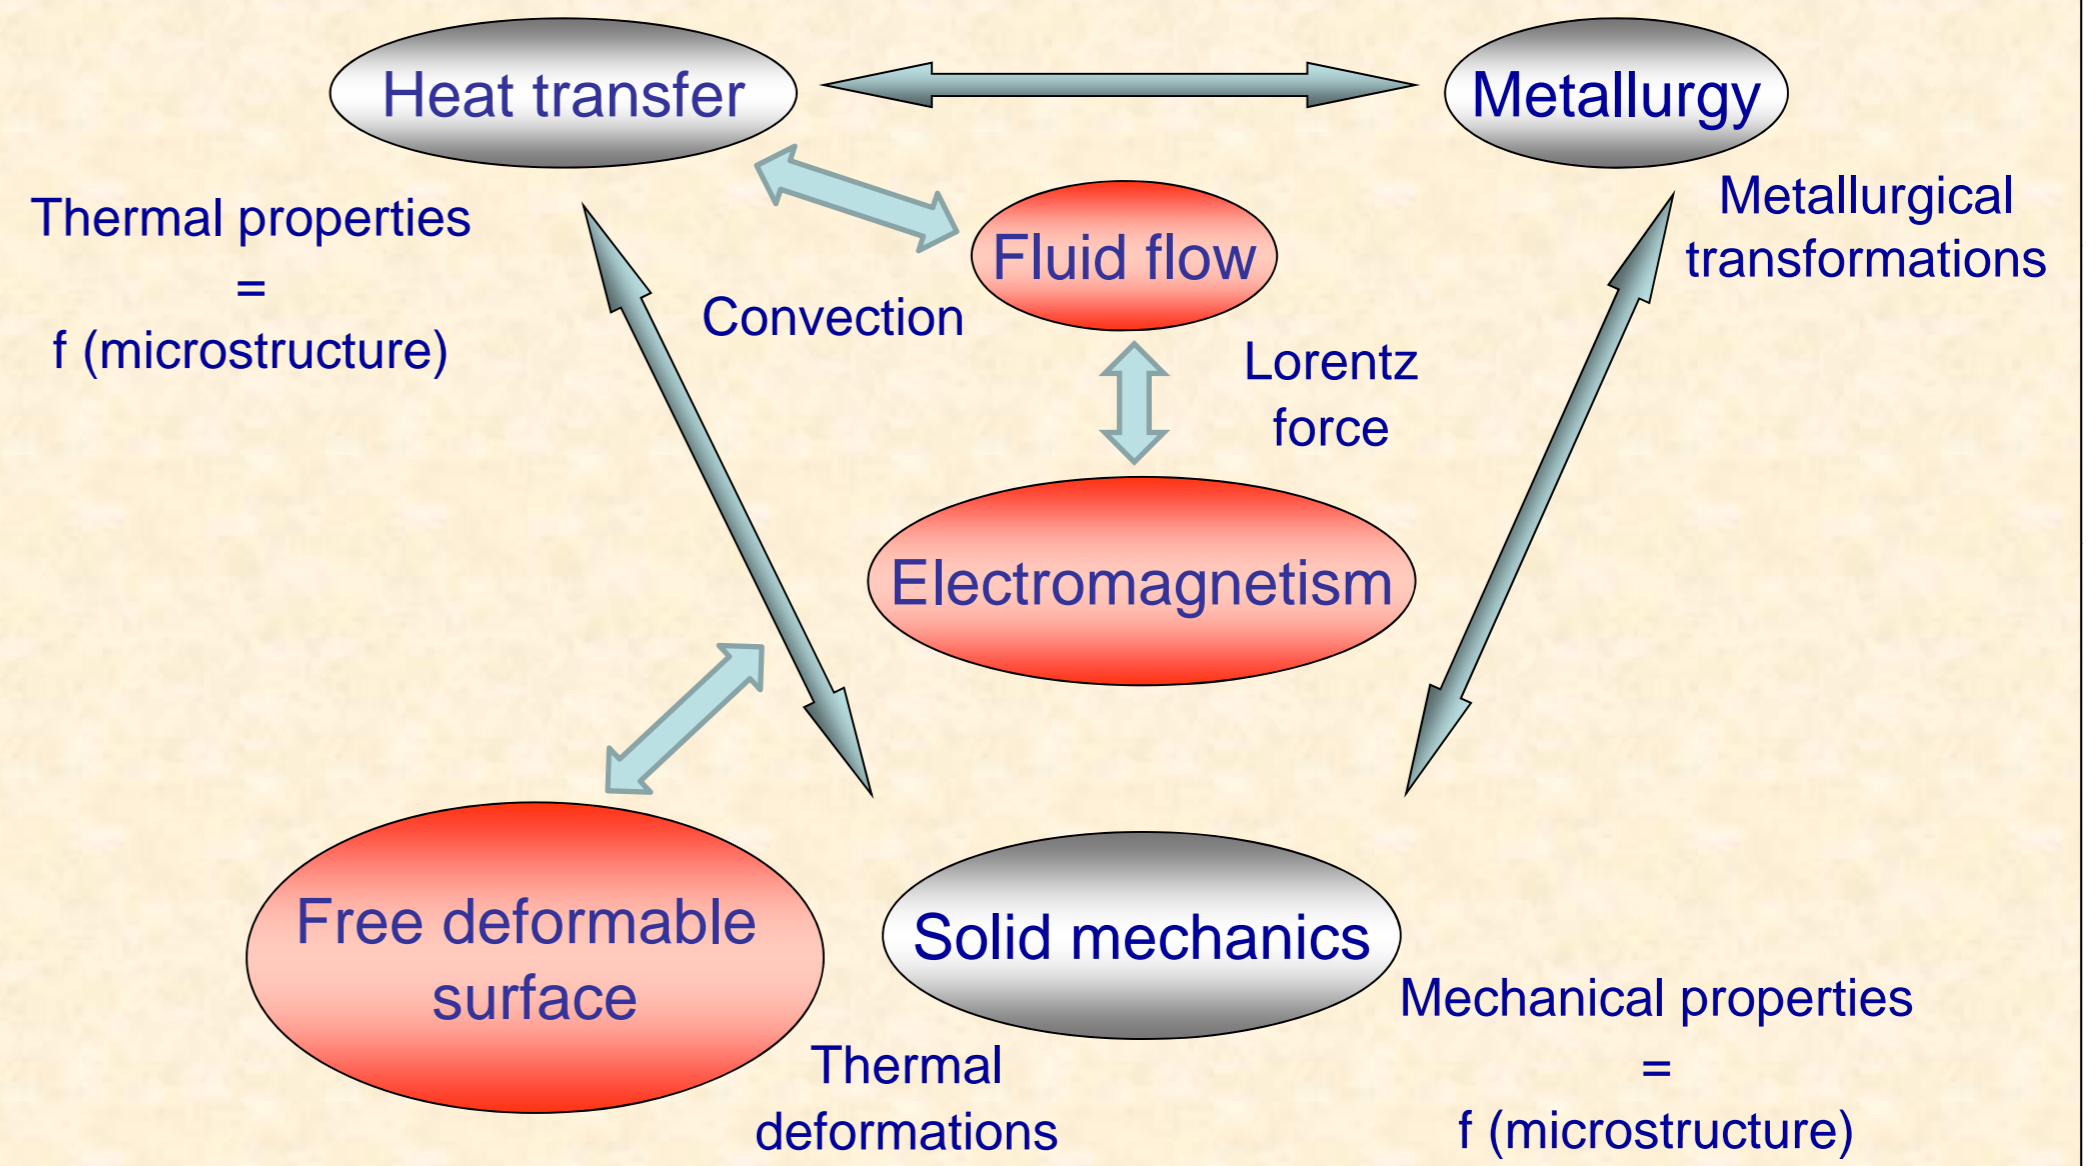 Heat transfer
Metallurgy
Thermal properties
=
f (microstructure)
Metallurgical
transformations
Fluid flow
Convection
Lorentz
force
Electromagnetism
Free deformable
surface
Solid mechanics
Thermal
deformations
Mechanical properties
=
f (microstructure)